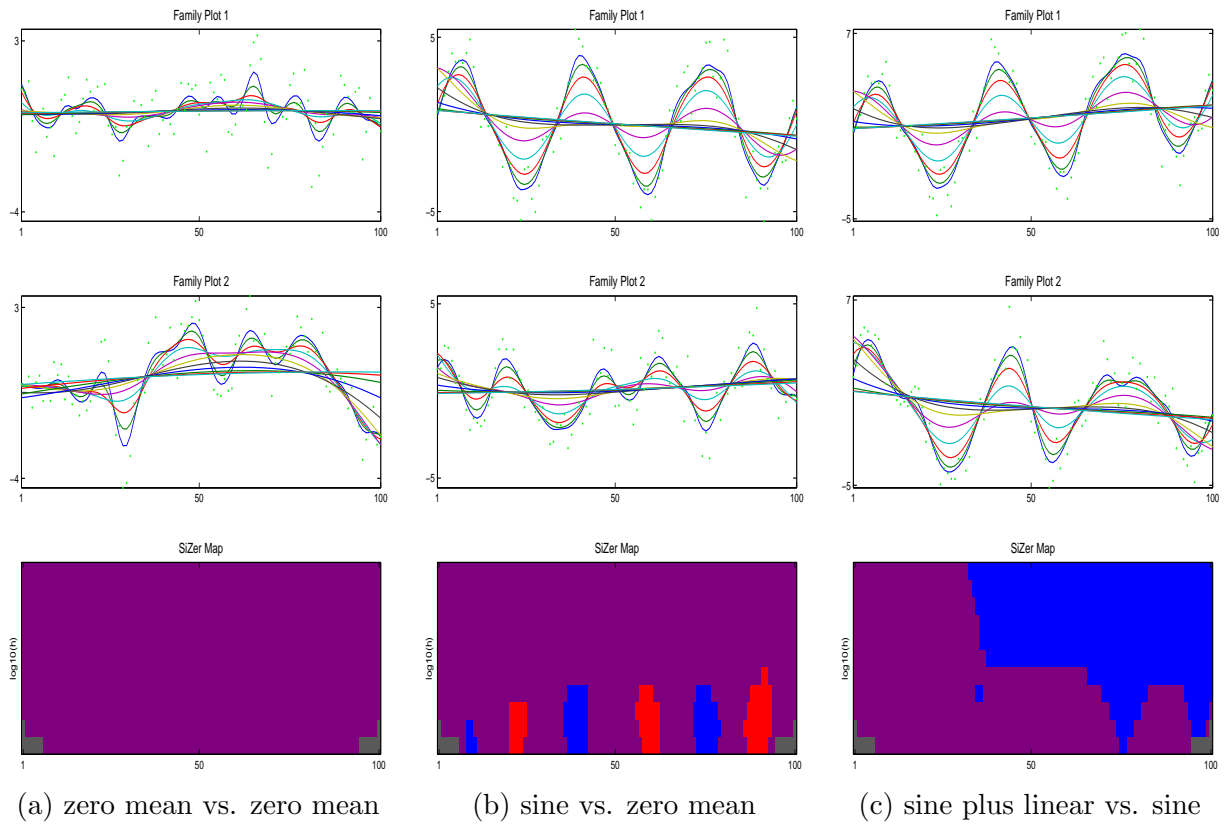 Family Plot 1
Family Plot 1
Family Plot 1
3
-4
1
50
100
5
-5
1
50
100
7
-5
1
50
100
Family Plot 2
Family Plot 2
Family Plot 2
3
-4
1
50
100
5
-5
1
50
100
7
-5
1
50
100
SiZer Map
SiZer Map
SiZer Map
log10(h)
1
50
100
log10(h)
1
50
100
log10(h)
1
50
100
(a) zero mean vs. zero mean
(b) sine vs. zero mean
(c) sine plus linear vs. sine